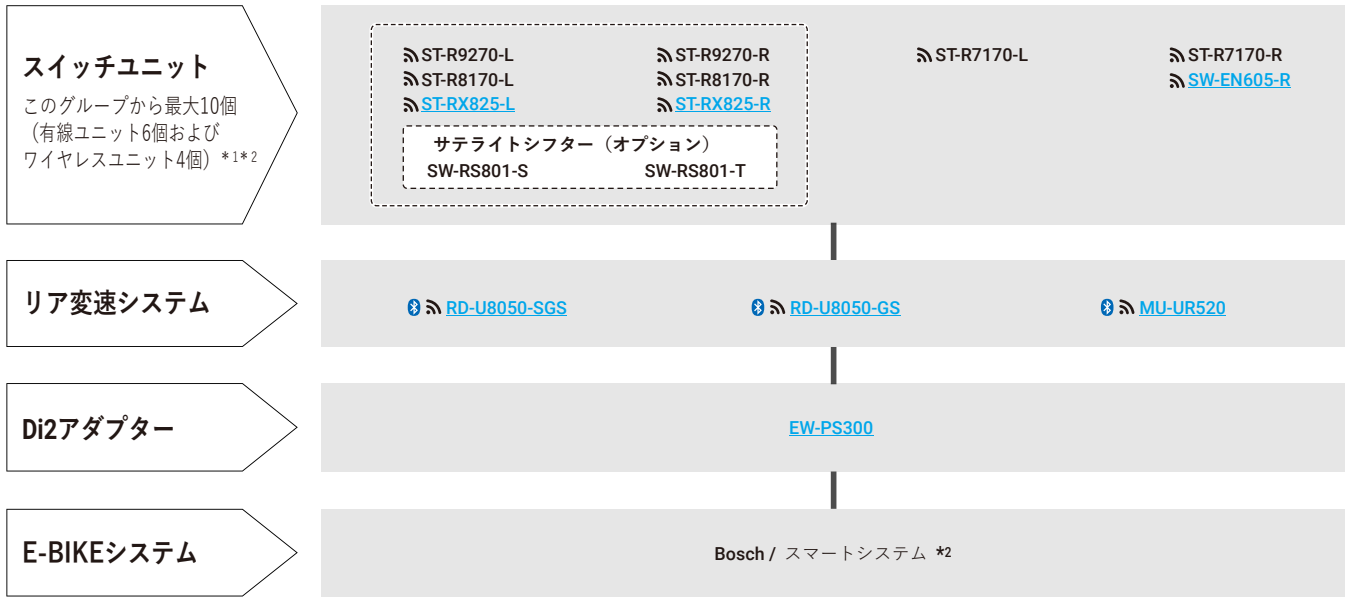 スイッチユニット
このグループから最大10個
（有線ユニット6個および
ワイヤレスユニット4個）*1*2
ST-R9270-L ST-R9270-R ST-R7170-L ST-R7170-R
ST-R8170-L ST-R8170-R SW-EN605-R
ST-RX825-L ST-RX825-R
サテライトシフター（オプション）
SW-RS801-S SW-RS801-T
リア変速システム
RD-U8050-SGS RD-U8050-GS MU-UR520
Di2アダプター
EW-PS300
E-BIKEシステム
Bosch / スマートシステム *2